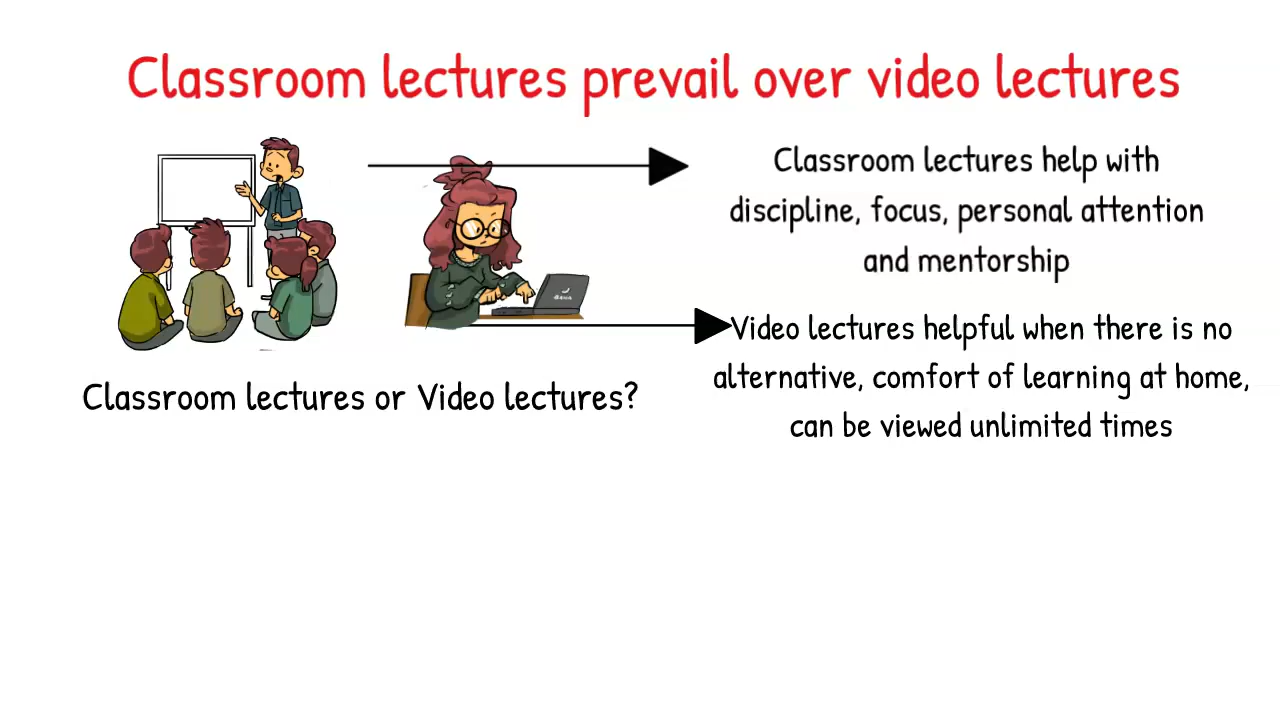 Classroom lectures prevail over video lectures
Classroom lectures help with
discipline, focus, personal attention
and mentorship
Video lectures helpful when there is no
alternative, comfort of learning at home,
can be viewed unlimited times
Classroom lectures or Video lectures?